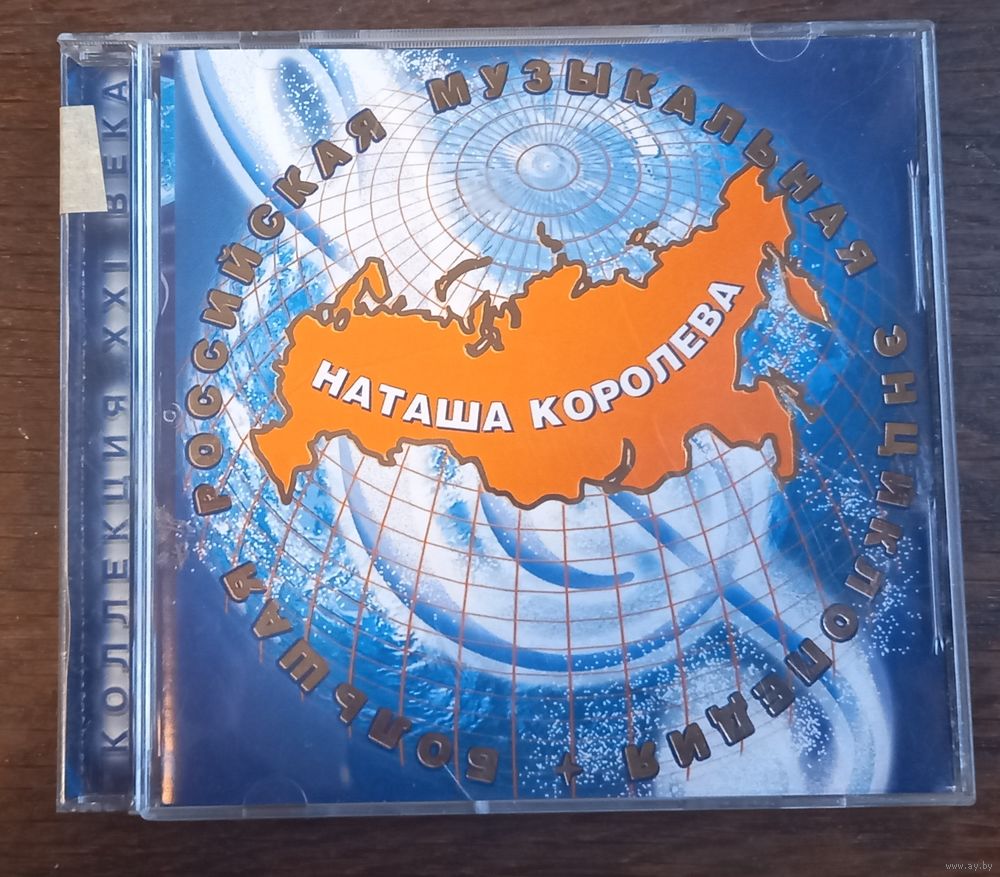 КОЛЛЕКЦИЯ XXI ВЕКА
БОЛЬШАЯ РОССИЙСКАЯ МУЗЫКАЛЬНАЯ ЭНЦИКЛОПЕДИЯ
НАТАША КОРОЛЕВА
www.ay.by